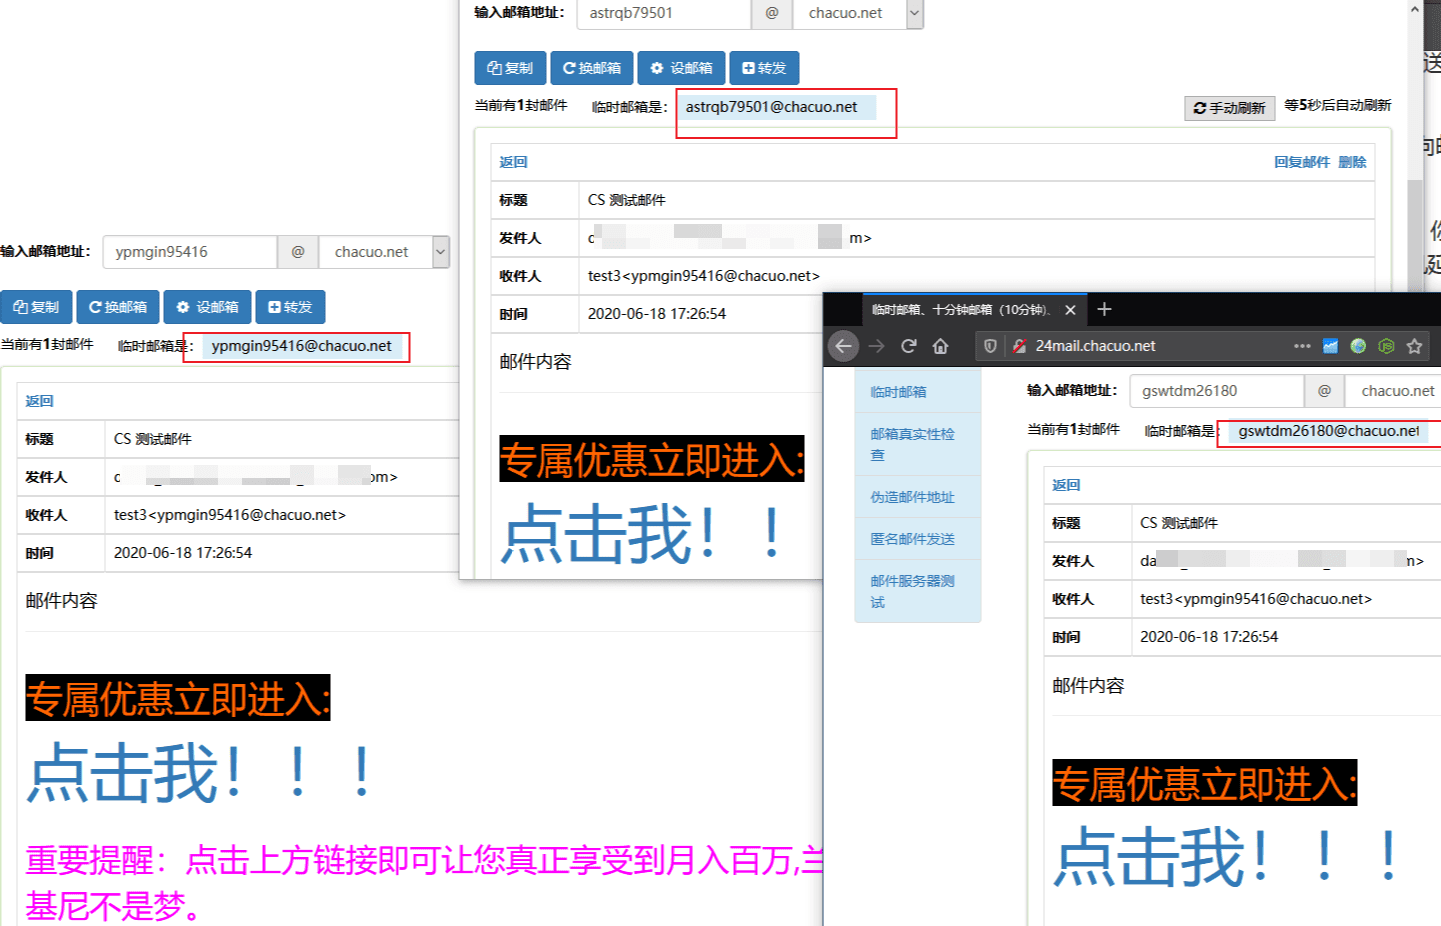 输入邮箱地址：
astrqb79501
@
chacuo.net
复制
换邮箱
设邮箱
转发
当前有1封邮件
临时邮箱是：
astrqb79501@chacuo.net
手动刷新
等5秒后自动刷新
返回
回复邮件 删除
标题
CS 测试邮件
发件人
m>
收件人
test3<ypmgin95416@chacuo.net>
时间
2020-06-18 17:26:54
邮件内容
专属优惠立即进入:
点击我！！
输入邮箱地址：
ypmgin95416
@
chacuo.net
复制
换邮箱
设邮箱
转发
当前有1封邮件
临时邮箱是：
ypmgin95416@chacuo.net
返回
标题
CS 测试邮件
发件人
om>
收件人
test3<ypmgin95416@chacuo.net>
时间
2020-06-18 17:26:54
邮件内容
专属优惠立即进入:
点击我！！！
重要提醒：点击上方链接即可让您真正享受到月入百万,兰
基尼不是梦。
临时邮箱、十分钟邮箱（10分钟）、
24mail.chacuo.net
临时邮箱
邮箱真实性检
查
伪造邮件地址
匿名邮件发送
邮件服务器测
试
输入邮箱地址：
gswtdm26180
@
chacuo.net
当前有1封邮件
临时邮箱是：
gswtdm26180@chacuo.net
返回
标题
CS 测试邮件
发件人
da
m>
收件人
test3<ypmgin95416@chacuo.net>
时间
2020-06-18 17:26:54
邮件内容
专属优惠立即进入:
点击我！！！
送